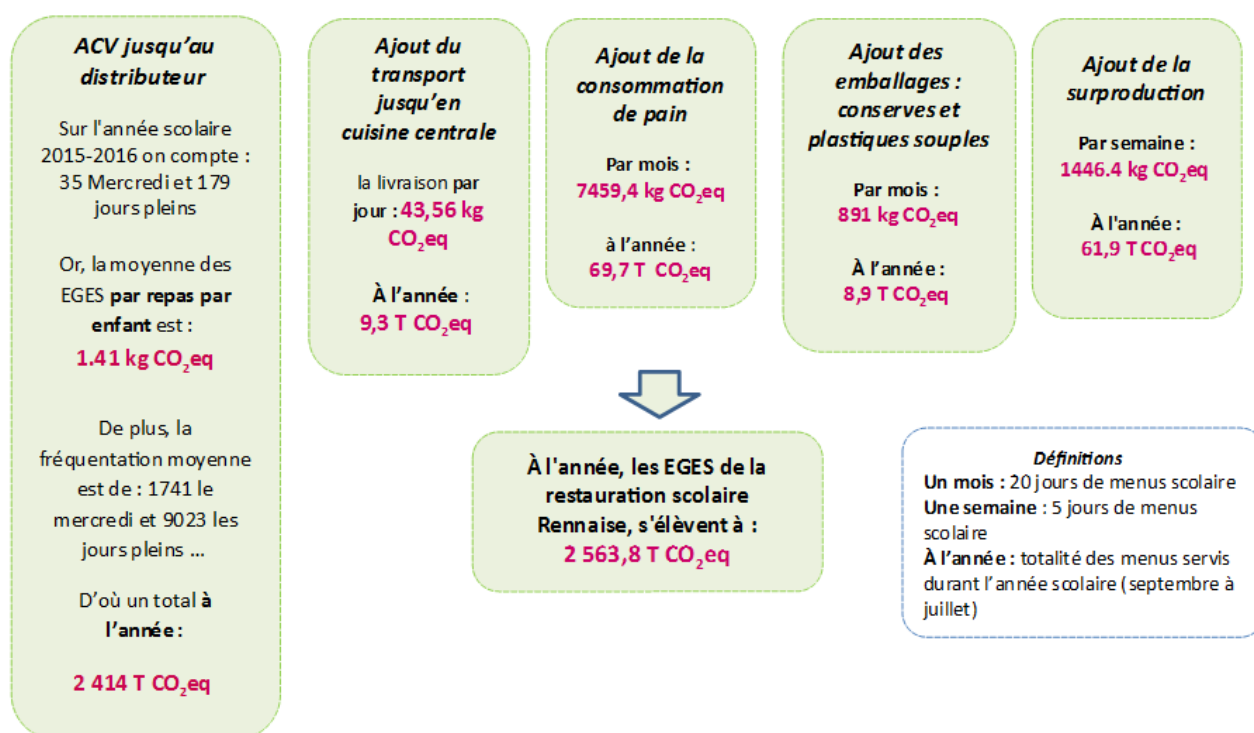 ACV jusqu'au
distributeur
Sur l'année scolaire
2015-2016 on compte :
35 Mercredi et 179
jours pleins
Or, la moyenne des
EGES par repas par
enfant est :
1.41 kg CO₂eq
De plus, la
fréquentation moyenne
est de : 1741 le
mercredi et 9023 les
jours pleins ...
D'où un total à
l'année :
2 414 T CO₂eq
Ajout du
transport
jusqu'en
cuisine centrale
la livraison par
jour : 43,56 kg
CO₂eq
À l'année :
9,3 T CO₂eq
Ajout de la
consommation
de pain
Par mois :
7459,4 kg CO₂eq
à l'année :
69,7 T CO₂eq
Ajout des
emballages :
conserves et
plastiques souples
Par mois :
891 kg CO₂eq
À l'année :
8,9 T CO₂eq
Ajout de la
surproduction
Par semaine :
1446.4 kg CO₂eq
À l'année :
61,9 T CO₂eq
À l'année, les EGES de la
restauration scolaire
Rennaise, s'élèvent à :
2 563,8 T CO₂eq
Définitions
Un mois : 20 jours de menus scolaire
Une semaine : 5 jours de menus
scolaire
À l'année : totalité des menus servis
durant l'année scolaire (septembre à
juillet)